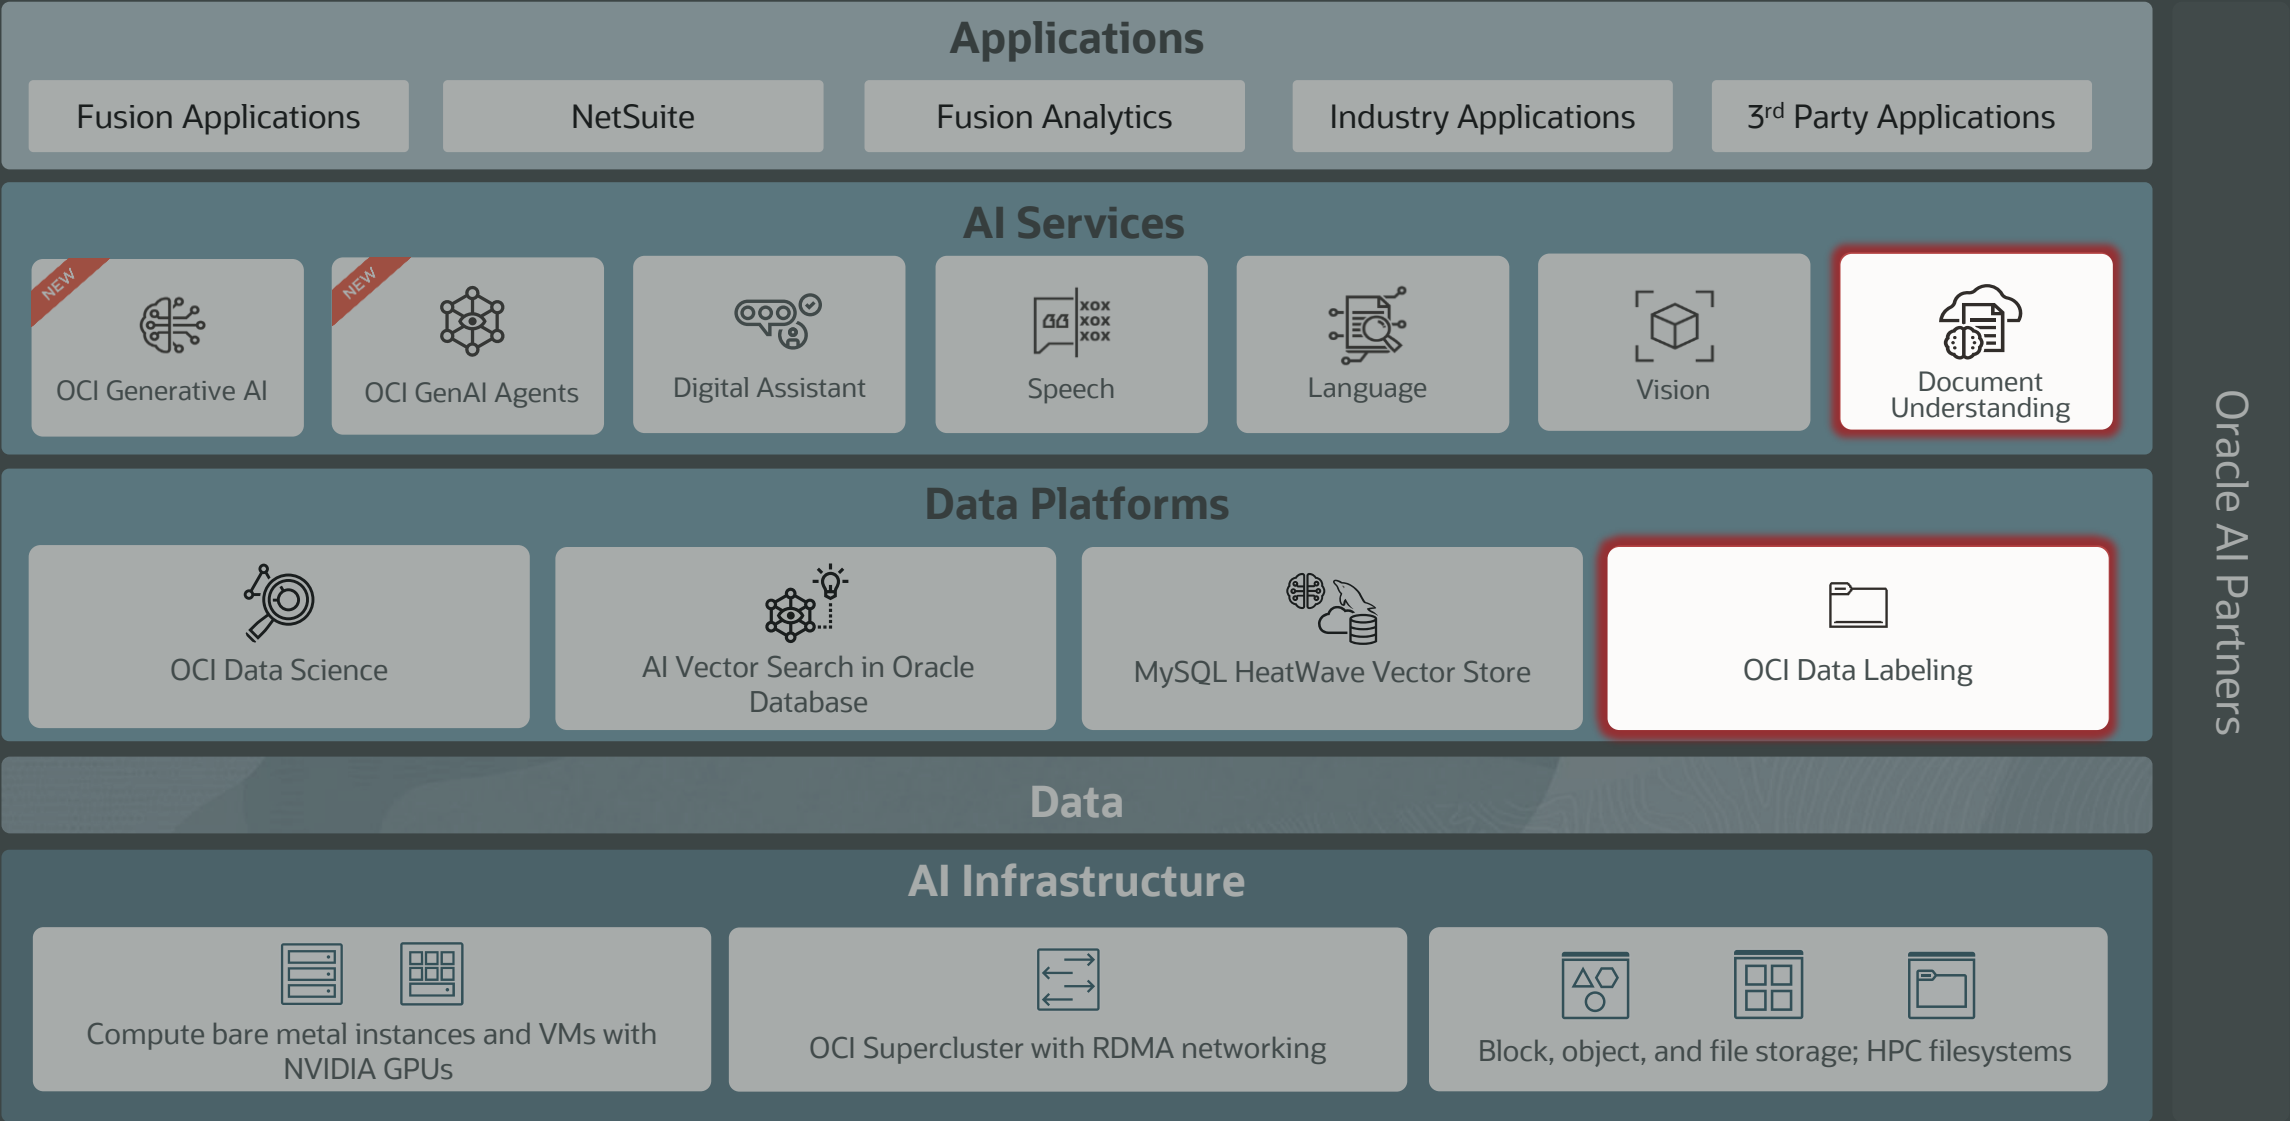 Applications
Fusion Applications
NetSuite
Fusion Analytics
Industry Applications
3rd Party Applications
AI Services
NEW
OCI Generative AI
NEW
OCI GenAI Agents
Digital Assistant
xox
xox
xox
Speech
Language
Vision
Document
Understanding
Data Platforms
OCI Data Science
AI Vector Search in Oracle
Database
MySQL HeatWave Vector Store
OCI Data Labeling
Data
AI Infrastructure
Compute bare metal instances and VMs with
NVIDIA GPUs
OCI Supercluster with RDMA networking
Block, object, and file storage; HPC filesystems
Oracle AI Partners